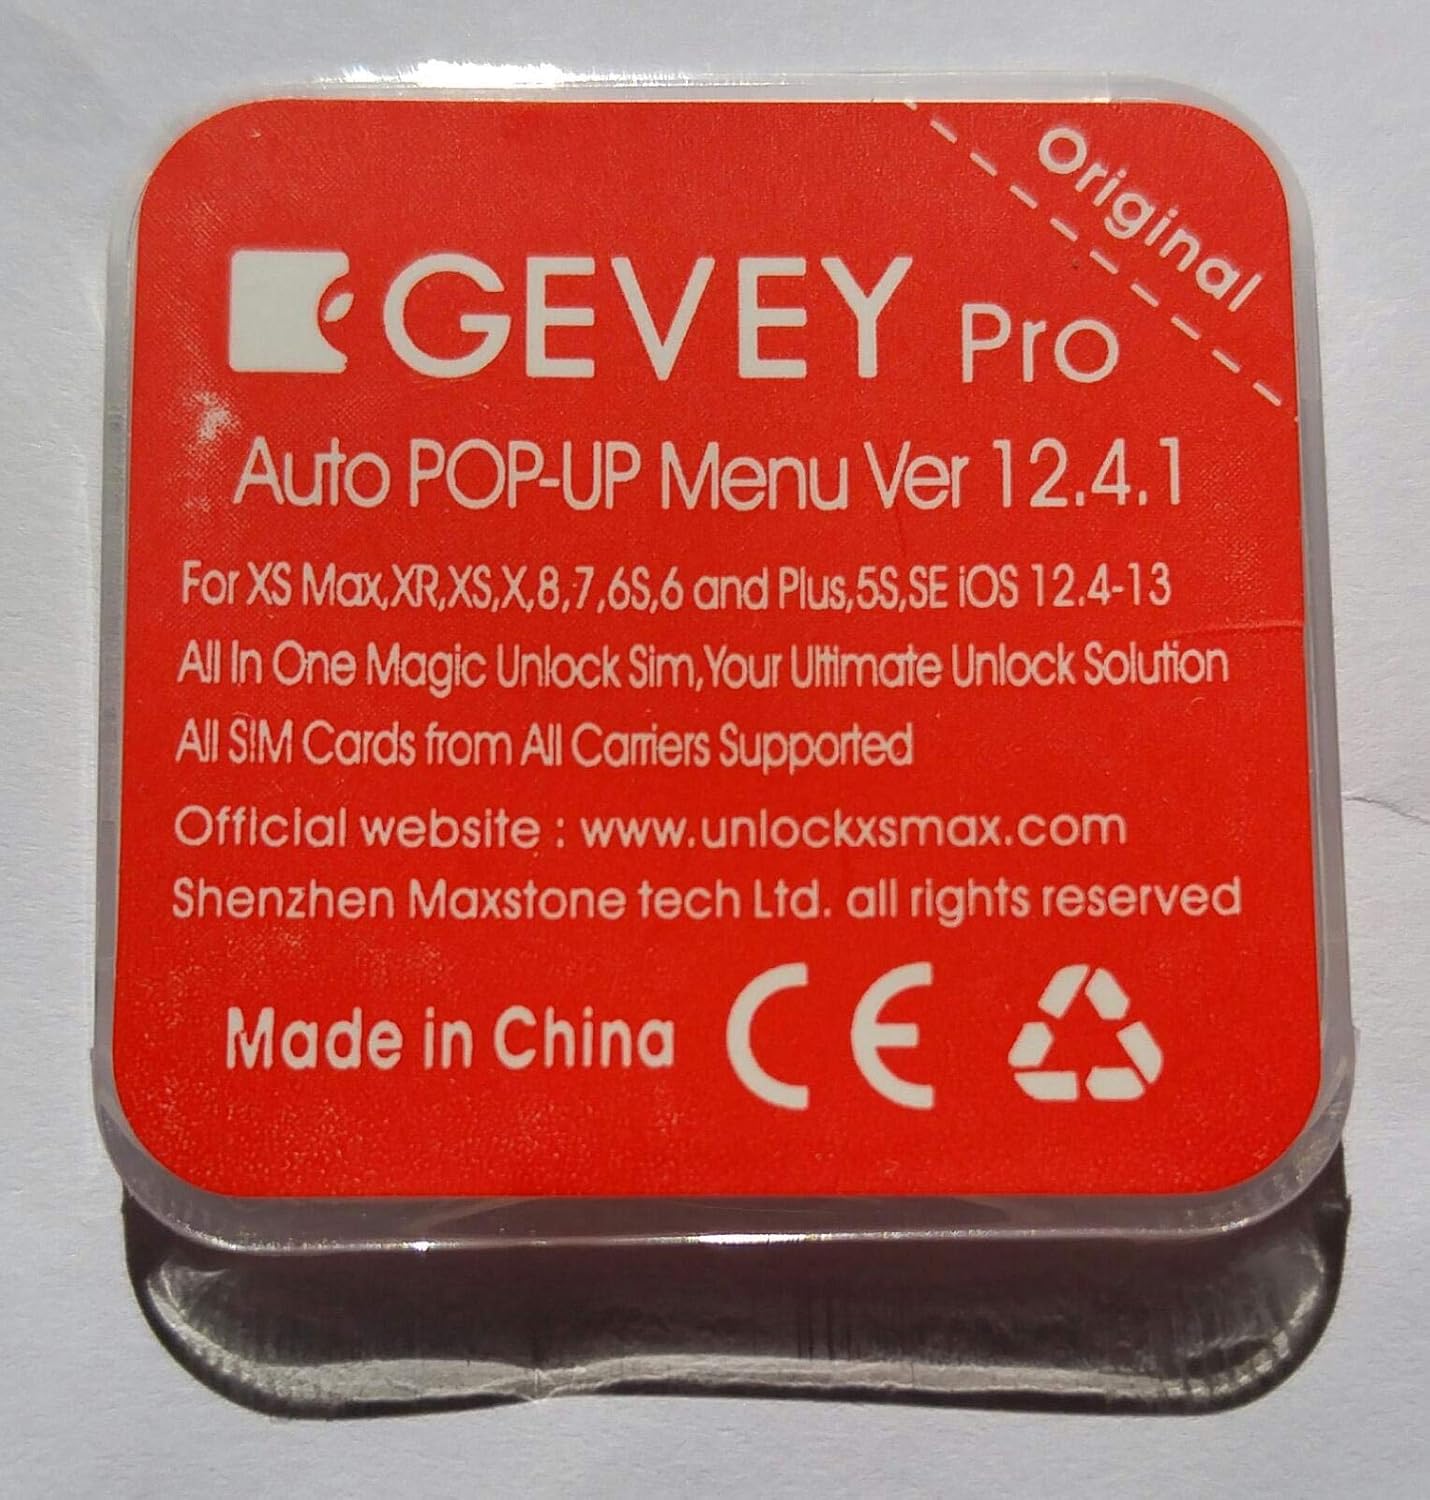 Original
GEVEY Pro
Auto POP-UP Menu Ver 12.4.1
For XS Max,XR,XS,X,8,7,6S,6 and Plus,5S,SE iOS 12.4-13
All In One Magic Unlock Sim,Your Ultimate Unlock Solution
All SIM Cards from All Carriers Supported
Official website : www.unlockxsmax.com
Shenzhen Maxstone tech Ltd. all rights reserved
Made in China CE